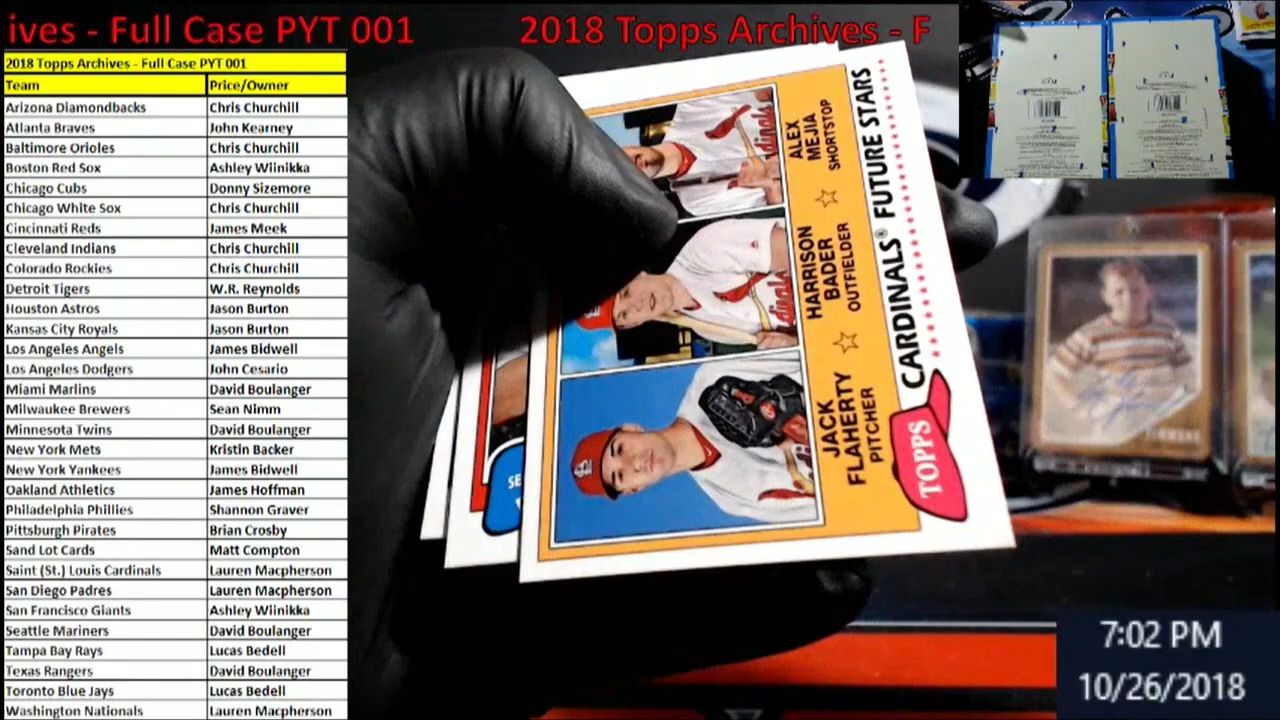 ives - Full Case PYT 001 2018 Topps Archives - F
2018 Topps Archives - Full Case PYT 001
Team Price/Owner
Arizona Diamondbacks Chris Churchill
Atlanta Braves John Kearney
Baltimore Orioles Chris Churchill
Boston Red Sox Ashley Wiinikka
Chicago Cubs Donny Sizemore
Chicago White Sox Chris Churchill
Cincinnati Reds James Meek
Cleveland Indians Chris Churchill
Colorado Rockies Chris Churchill
Detroit Tigers W.R. Reynolds
Houston Astros Jason Burton
Kansas City Royals Jason Burton
Los Angeles Angels James Bidwell
Los Angeles Dodgers John Cesario
Miami Marlins David Boulanger
Milwaukee Brewers Sean Nimm
Minnesota Twins David Boulanger
New York Mets Kristin Backer
New York Yankees James Bidwell
Oakland Athletics James Hoffman
Philadelphia Phillies Shannon Graver
Pittsburgh Pirates Brian Crosby
Sand Lot Cards Matt Compton
Saint (St.) Louis Cardinals Lauren Macpherson
San Diego Padres Lauren Macpherson
San Francisco Giants Ashley Wiinikka
Seattle Mariners David Boulanger
Tampa Bay Rays Lucas Bedell
Texas Rangers David Boulanger
Toronto Blue Jays Lucas Bedell
Washington Nationals Lauren Macpherson
JACK
FLAHERTY
PITCHER
HARRISON
BADER
OUTFIELDER
ALEX
MEJIA
SHORTSTOP
TOPPS
CARDINALS® FUTURE STARS
SE
7:02 PM
10/26/2018